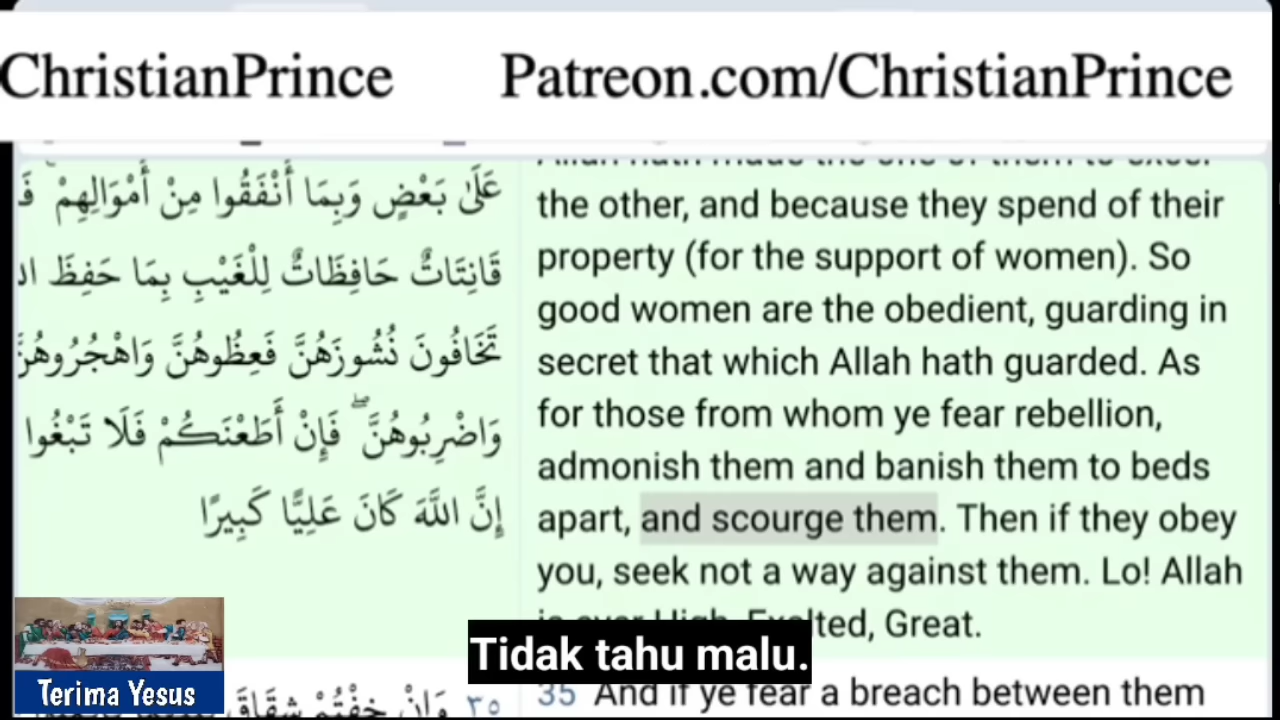 ChristianPrince Patreon.com/ChristianPrince
عَلَىٰ بَعْضٍ وَبِمَا أَنْفَقُوا مِنْ أَمْوَالِهِمْ ۚ
قَانِتَاتٌ حَافِظَاتٌ لِلْغَيْبِ بِمَا حَفِظَ
تَخَافُونَ نُشُوزَهُنَّ فَعِظُوهُنَّ وَاهْجُرُوهُنَّ
وَاضْرِبُوهُنَّ ۖ فَإِنْ أَطَعْنَكُمْ فَلَا تَبْغُوا
إِنَّ اللَّهَ كَانَ عَلِيًّا كَبِيرًا
the other, and because they spend of their
property (for the support of women). So
good women are the obedient, guarding in
secret that which Allah hath guarded. As
for those from whom ye fear rebellion,
admonish them and banish them to beds
apart, and scourge them. Then if they obey
you, seek not a way against them. Lo! Allah
Great.
Tidak tahu malu.
Terima Yesus
٣٥ وَإِنْ خِفْتُمْ شِقَاقَ
35 And if ye fear a breach between them